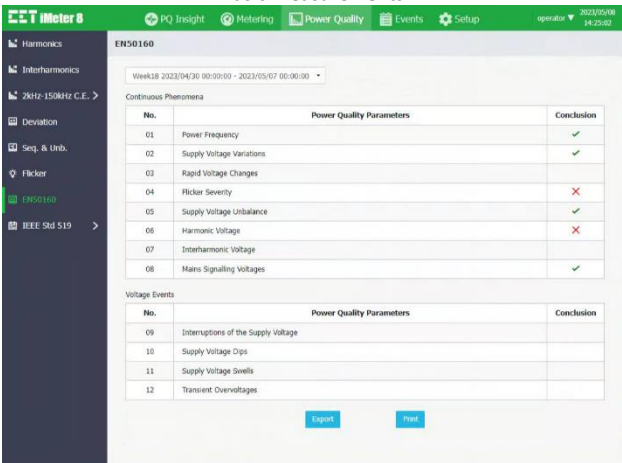 CET iMeter 8
PQ Insight Metering Power Quality Events Setup operator ▼ 2023/05/08
14:25:02
Harmonics
Interharmonics
2kHz-150kHz C.E. >
Deviation
Seq. & Unb.
Flicker
EN50160
IEEE Std 519 >
EN50160
Week18 2023/04/30 00:00:00 - 2023/05/07 00:00:00
Continuous Phenomena
No. Power Quality Parameters Conclusion
01 Power Frequency ✓
02 Supply Voltage Variations ✓
03 Rapid Voltage Changes
04 Flicker Severity ✕
05 Supply Voltage Unbalance ✓
06 Harmonic Voltage ✕
07 Interharmonic Voltage
08 Mains Signalling Voltages ✓
Voltage Events
No. Power Quality Parameters Conclusion
09 Interruptions of the Supply Voltage
10 Supply Voltage Dips
11 Supply Voltage Swells
12 Transient Overvoltages
Export Print